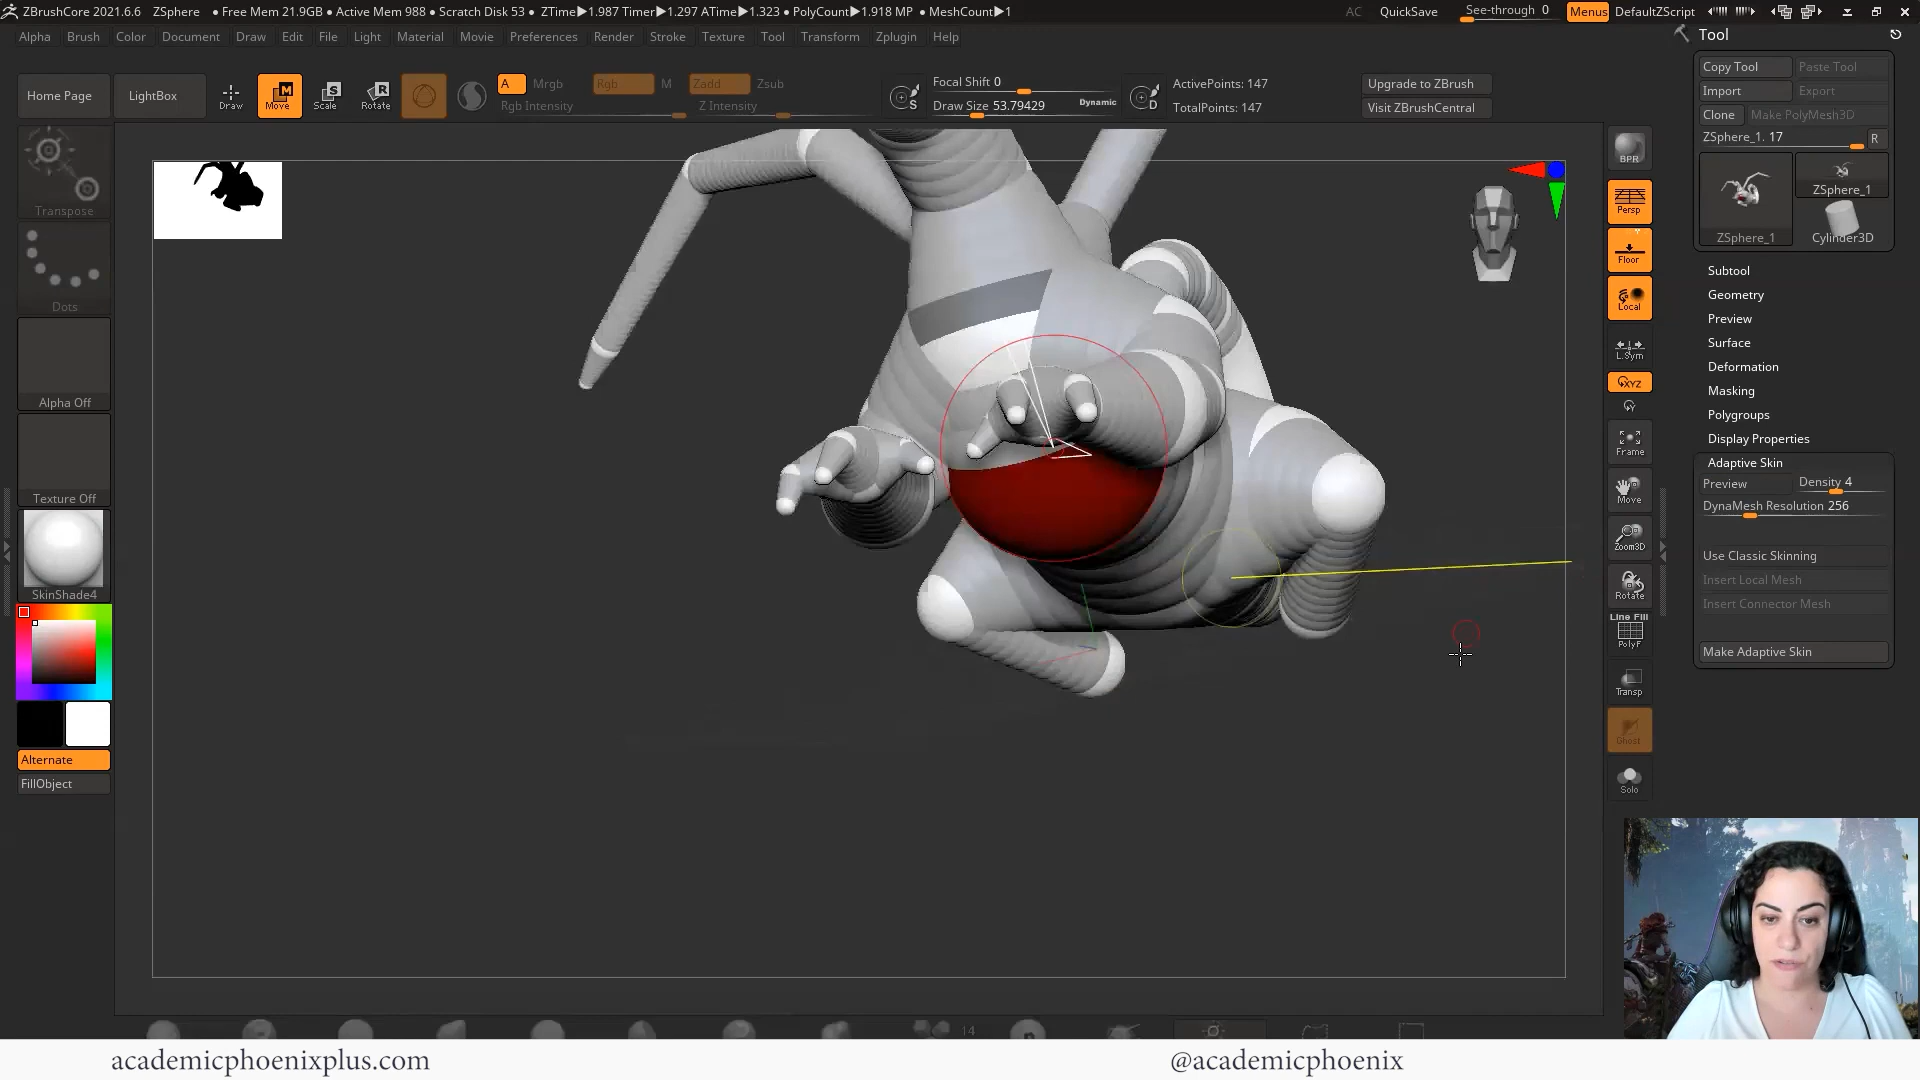 ZBrushCore 2021.6.6 ZSphere • Free Mem 21.9GB • Active Mem 988 • Scratch Disk 53 • ZTime▶1.987 Timer▶1.297 ATime▶1.323 • PolyCount▶1.918 MP • MeshCount▶1 AC QuickSave See-through 0 Menus DefaultZScript
Alpha Brush Color Document Draw Edit File Light Material Movie Preferences Render Stroke Texture Tool Transform Zplugin Help
Tool
Copy Tool Paste Tool
Import Export
Clone Make PolyMesh3D
ZSphere_1. 17 R
ZSphere_1
ZSphere_1 Cylinder3D
Home Page LightBox Draw Move Scale Rotate
A Mrgb Rgb M Zadd Zsub
Rgb Intensity Z Intensity
Focal Shift 0
Draw Size 53.79429 Dynamic
S D
ActivePoints: 147
TotalPoints: 147
Upgrade to ZBrush
Visit ZBrushCentral
Transpose
Dots
Alpha Off
Texture Off
SkinShade4
Alternate
FillObject
BPR
Persp
Floor
Local
L.Sym
XYZ
Frame
Move
Zoom3D
Rotate
Line Fill
PolyF
Transp
Ghost
Solo
Subtool
Geometry
Preview
Surface
Deformation
Masking
Polygroups
Display Properties
Adaptive Skin
Preview Density 4
DynaMesh Resolution 256
Use Classic Skinning
Insert Local Mesh
Insert Connector Mesh
Make Adaptive Skin
14
academicphoenixplus.com @academicphoenix